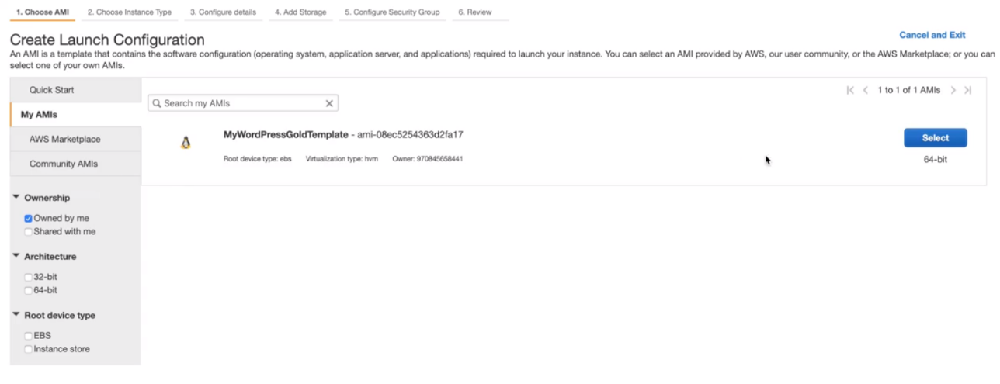 1. Choose AMI 2. Choose Instance Type 3. Configure details 4. Add Storage 5. Configure Security Group 6. Review
Create Launch Configuration
Cancel and Exit
An AMI is a template that contains the software configuration (operating system, application server, and applications) required to launch your instance. You can select an AMI provided by AWS, our user community, or the AWS Marketplace; or you can
select one of your own AMIs.
Quick Start
My AMIs
AWS Marketplace
Community AMIs
Ownership
Owned by me
Shared with me
Architecture
32-bit
64-bit
Root device type
EBS
Instance store
Search my AMIs
1 to 1 of 1 AMIs
MyWordPressGoldTemplate - ami-08ec5254363d2fa17
Root device type: ebs Virtualization type: hvm Owner: 970845658441
Select
64-bit